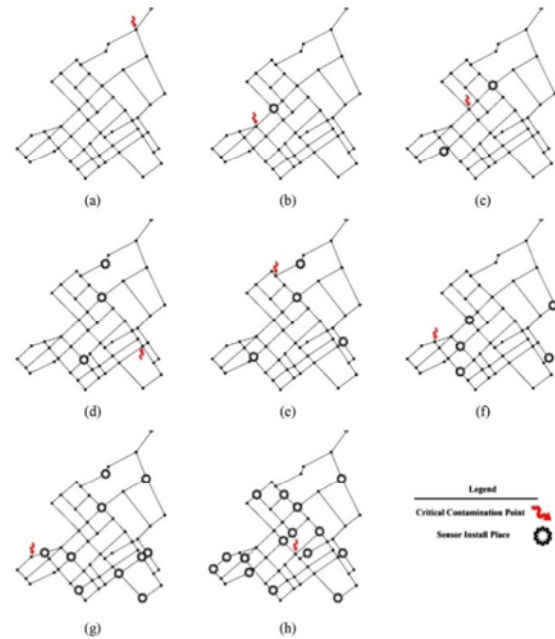 (a)
(b)
(c)
(d)
(e)
(f)
(g)
(h)
Legend
Critical Contamination Point
Sensor Install Place